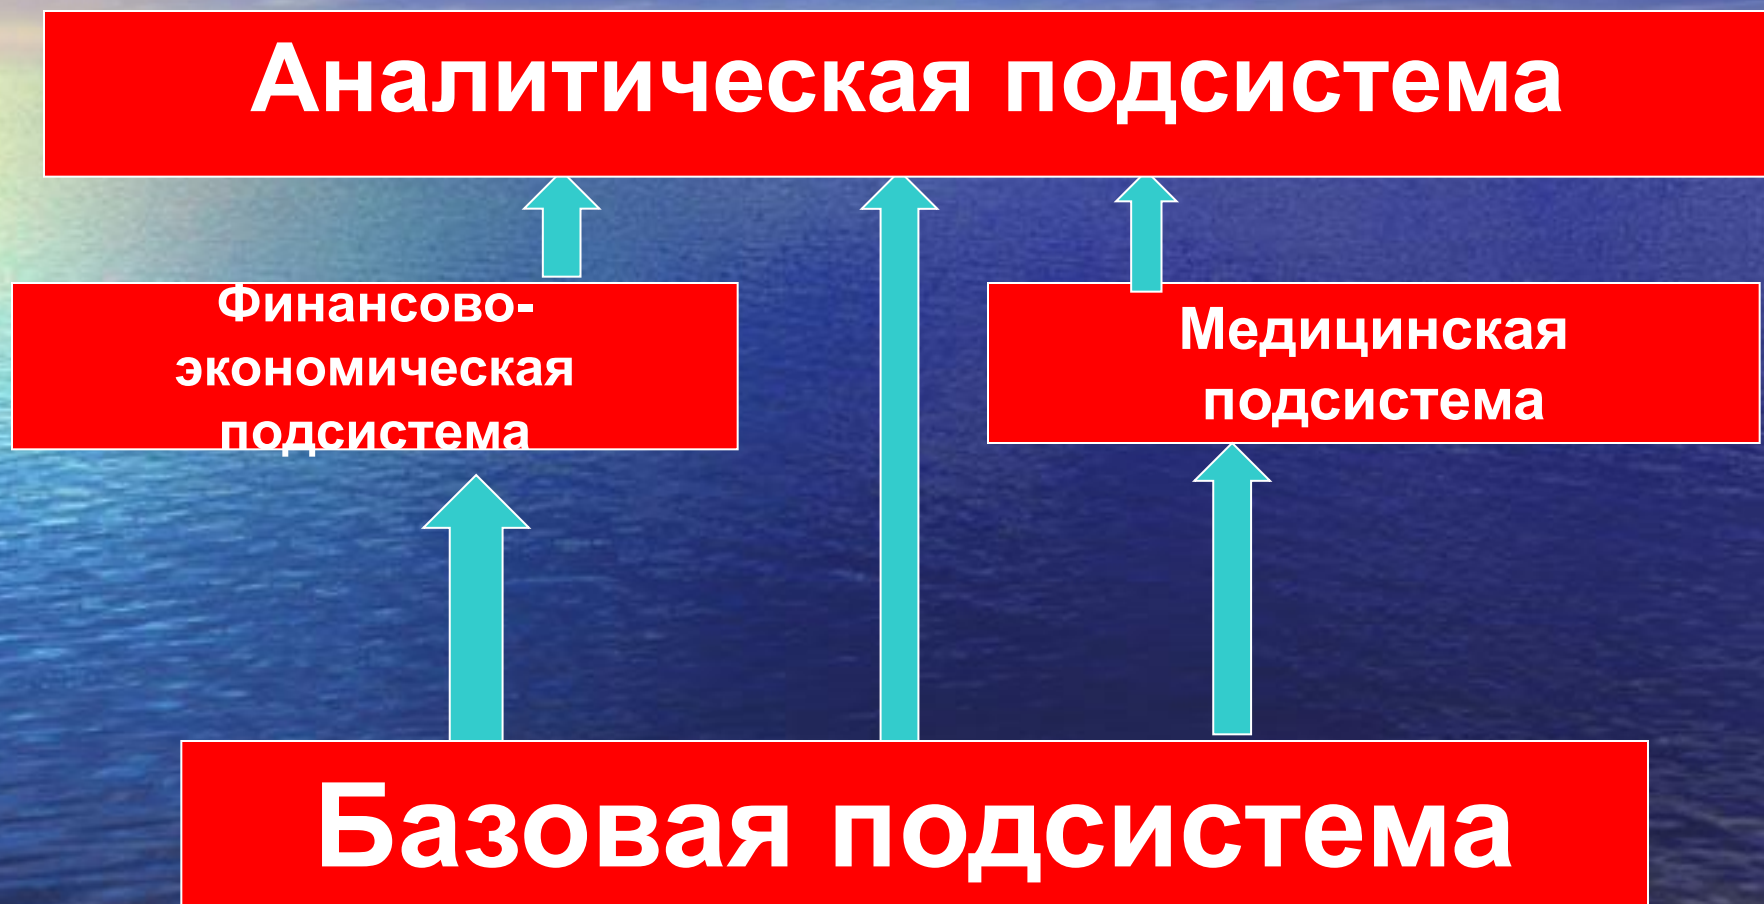 Аналитическая подсистема
Финансово-
экономическая
подсистема
Медицинская
подсистема
Базовая подсистема